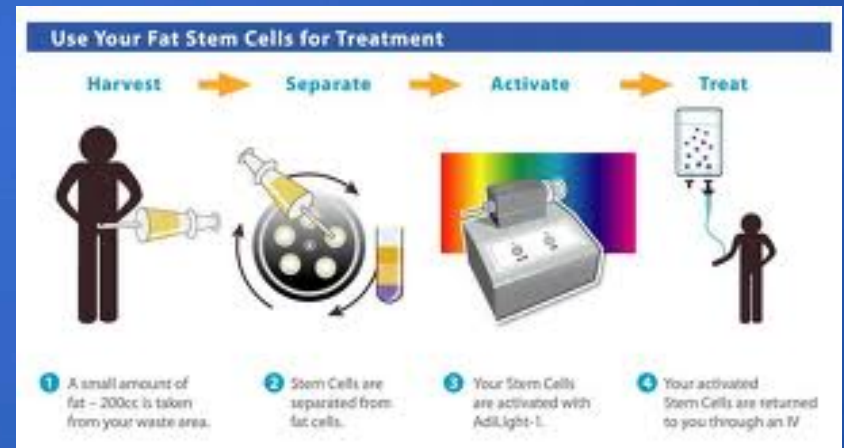 Use Your Fat Stem Cells for Treatment
Harvest
Separate
Activate
Treat
1 A small amount of
fat – 200cc is taken
from your waste area.
2 Stem Cells are
separated from
fat cells.
3 Your Stem Cells
are activated with
AdiLight-1.
4 Your activated
Stem Cells are returned
to you through an IV